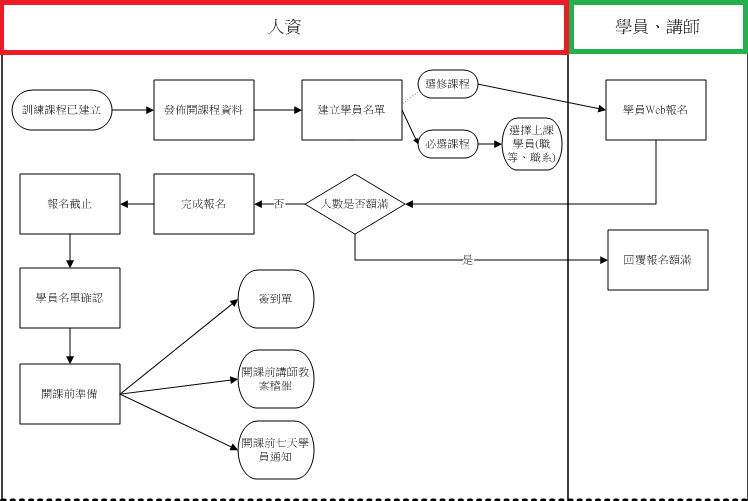 人資
學員、講師
訓練課程已建立
發佈開課程資料
建立學員名單
選修課程
必選課程
選擇上課
學員(職
等、職系)
學員Web報名
報名截止
完成報名
否
人數是否額滿
是
回覆報名額滿
學員名單確認
簽到單
開課前準備
開課前講師教
案稽催
開課前七天學
員通知